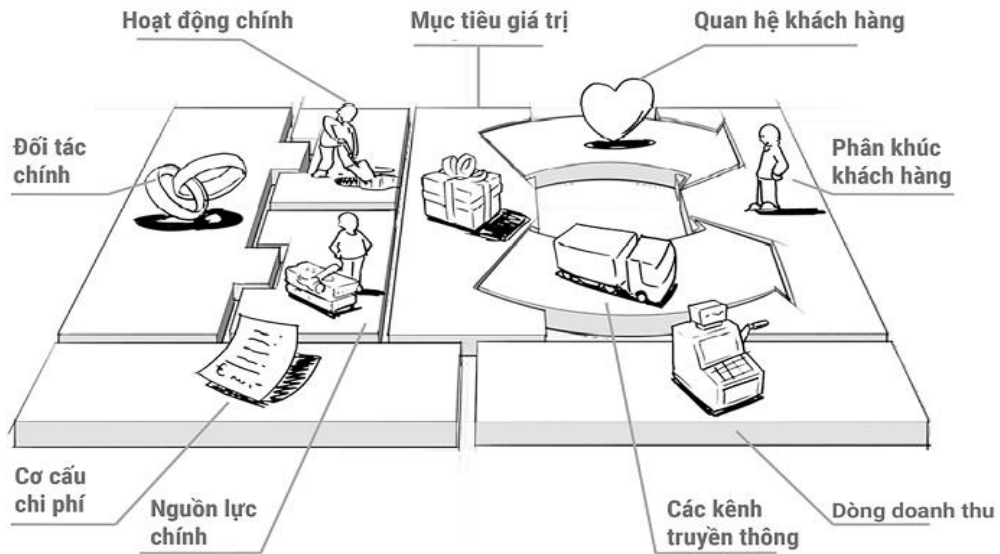 Hoạt động chính
Mục tiêu giá trị
Quan hệ khách hàng
Đối tác
chính
Phân khúc
khách hàng
Cơ cấu
chi phí
Nguồn lực
chính
Các kênh
truyền thông
Dòng doanh thu